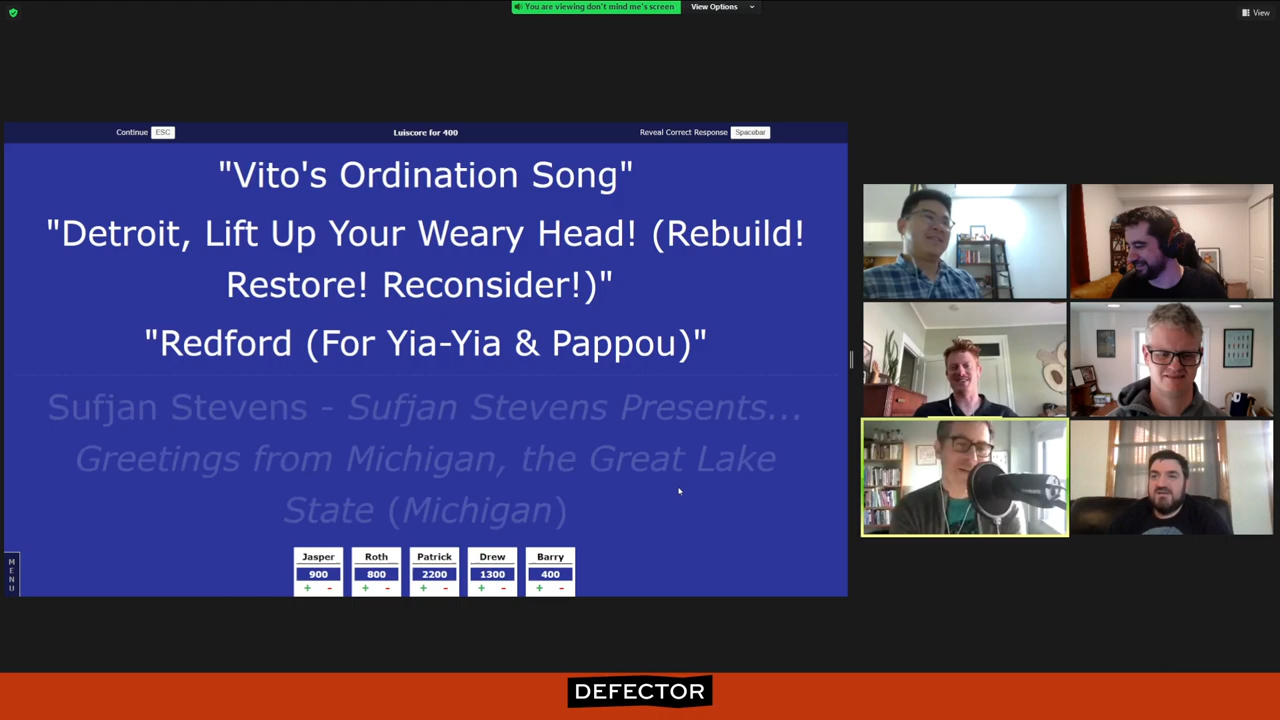 You are viewing don't mind me's screen
View Options
View
Continue ESC
Luiscore for 400
Reveal Correct Response Spacebar
"Vito's Ordination Song"
"Detroit, Lift Up Your Weary Head! (Rebuild!
Restore! Reconsider!)"
"Redford (For Yia-Yia & Pappou)"
Sufjan Stevens - Sufjan Stevens Presents...
Greetings from Michigan, the Great Lake
State (Michigan)
MENU
Jasper Roth Patrick Drew Barry
900 800 2200 1300 400
+ - + - + - + - + -
DEFECTOR